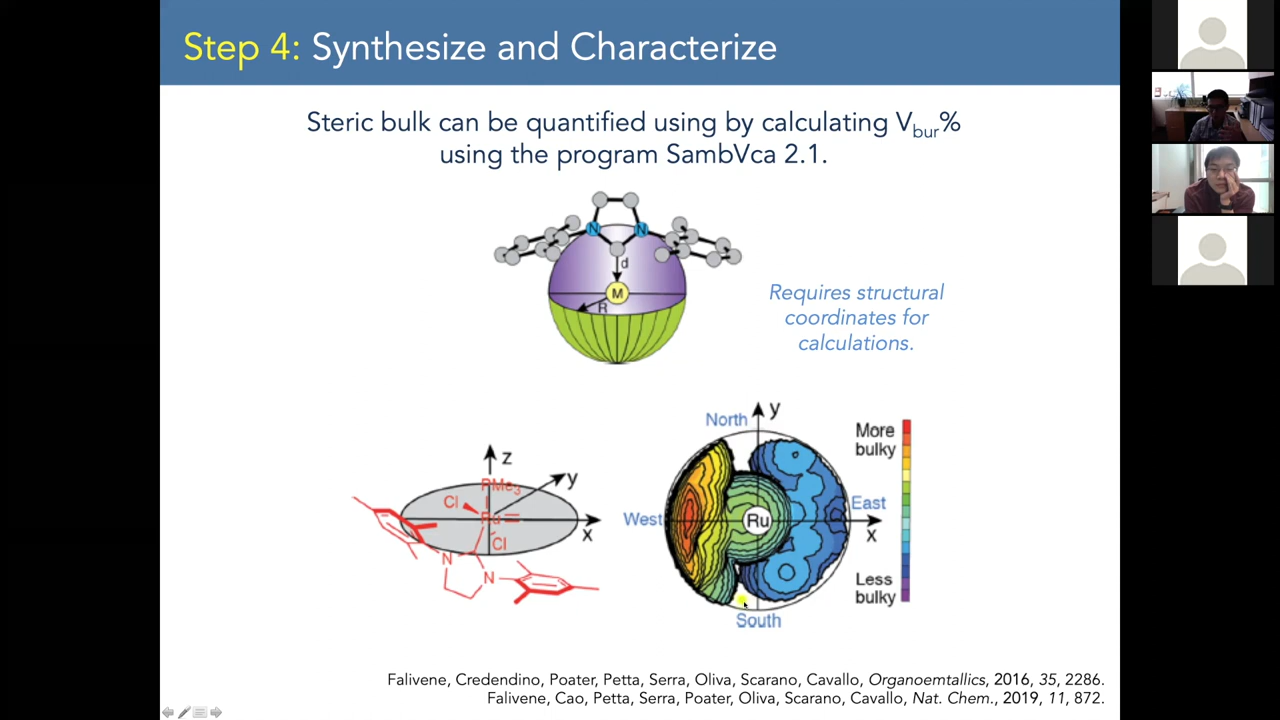 Step 4: Synthesize and Characterize
Steric bulk can be quantified using by calculating Vbur%
using the program SambVca 2.1.
N
N
d
M
R
Requires structural
coordinates for
calculations.
z
y
x
PMe3
Cl
Ru
Cl
N
N
North
y
West
Ru
East
x
South
More
bulky
Less
bulky
Falivene, Credendino, Poater, Petta, Serra, Oliva, Scarano, Cavallo, Organoemtallics, 2016, 35, 2286.
Falivene, Cao, Petta, Serra, Poater, Oliva, Scarano, Cavallo, Nat. Chem., 2019, 11, 872.